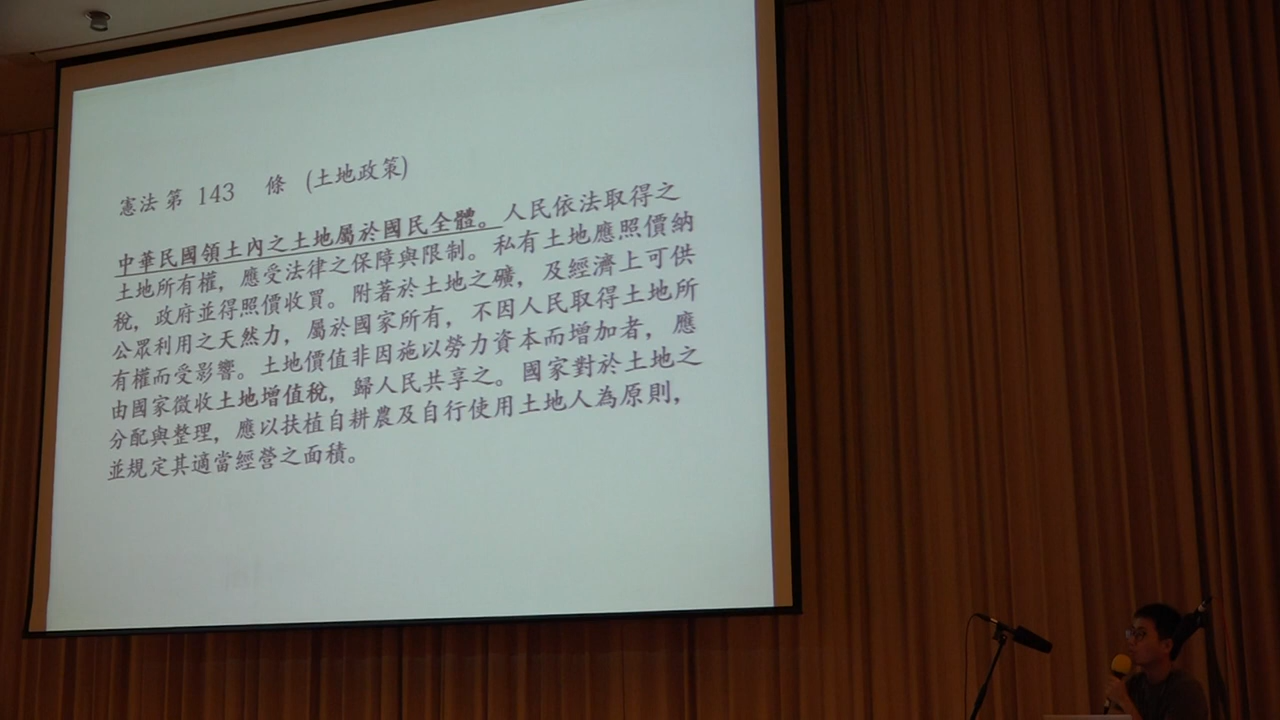 憲法第 143 條 (土地政策)
中華民國領土內之土地屬於國民全體。人民依法取得之
土地所有權，應受法律之保障與限制。私有土地應照價納
稅，政府並得照價收買。附著於土地之礦，及經濟上可供
公眾利用之天然力，屬於國家所有，不因人民取得土地所
有權而受影響。土地價值非因施以勞力資本而增加者，應
由國家徵收土地增值稅，歸人民共享之。國家對於土地之
分配與整理，應以扶植自耕農及自行使用土地人為原則，
並規定其適當經營之面積。